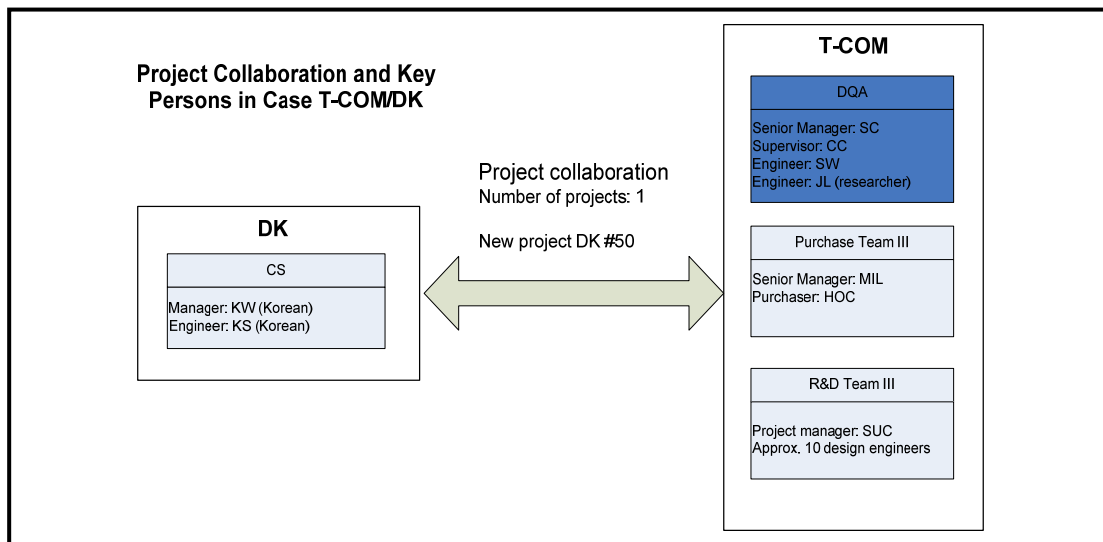 Project Collaboration and Key
Persons in Case T-COM/DK
DK
CS
Manager: KW (Korean)
Engineer: KS (Korean)
Project collaboration
Number of projects: 1
New project DK #50
T-COM
DQA
Senior Manager: SC
Supervisor: CC
Engineer: SW
Engineer: JL (researcher)
Purchase Team III
Senior Manager: MIL
Purchaser: HOC
R&D Team III
Project manager: SUC
Approx. 10 design engineers